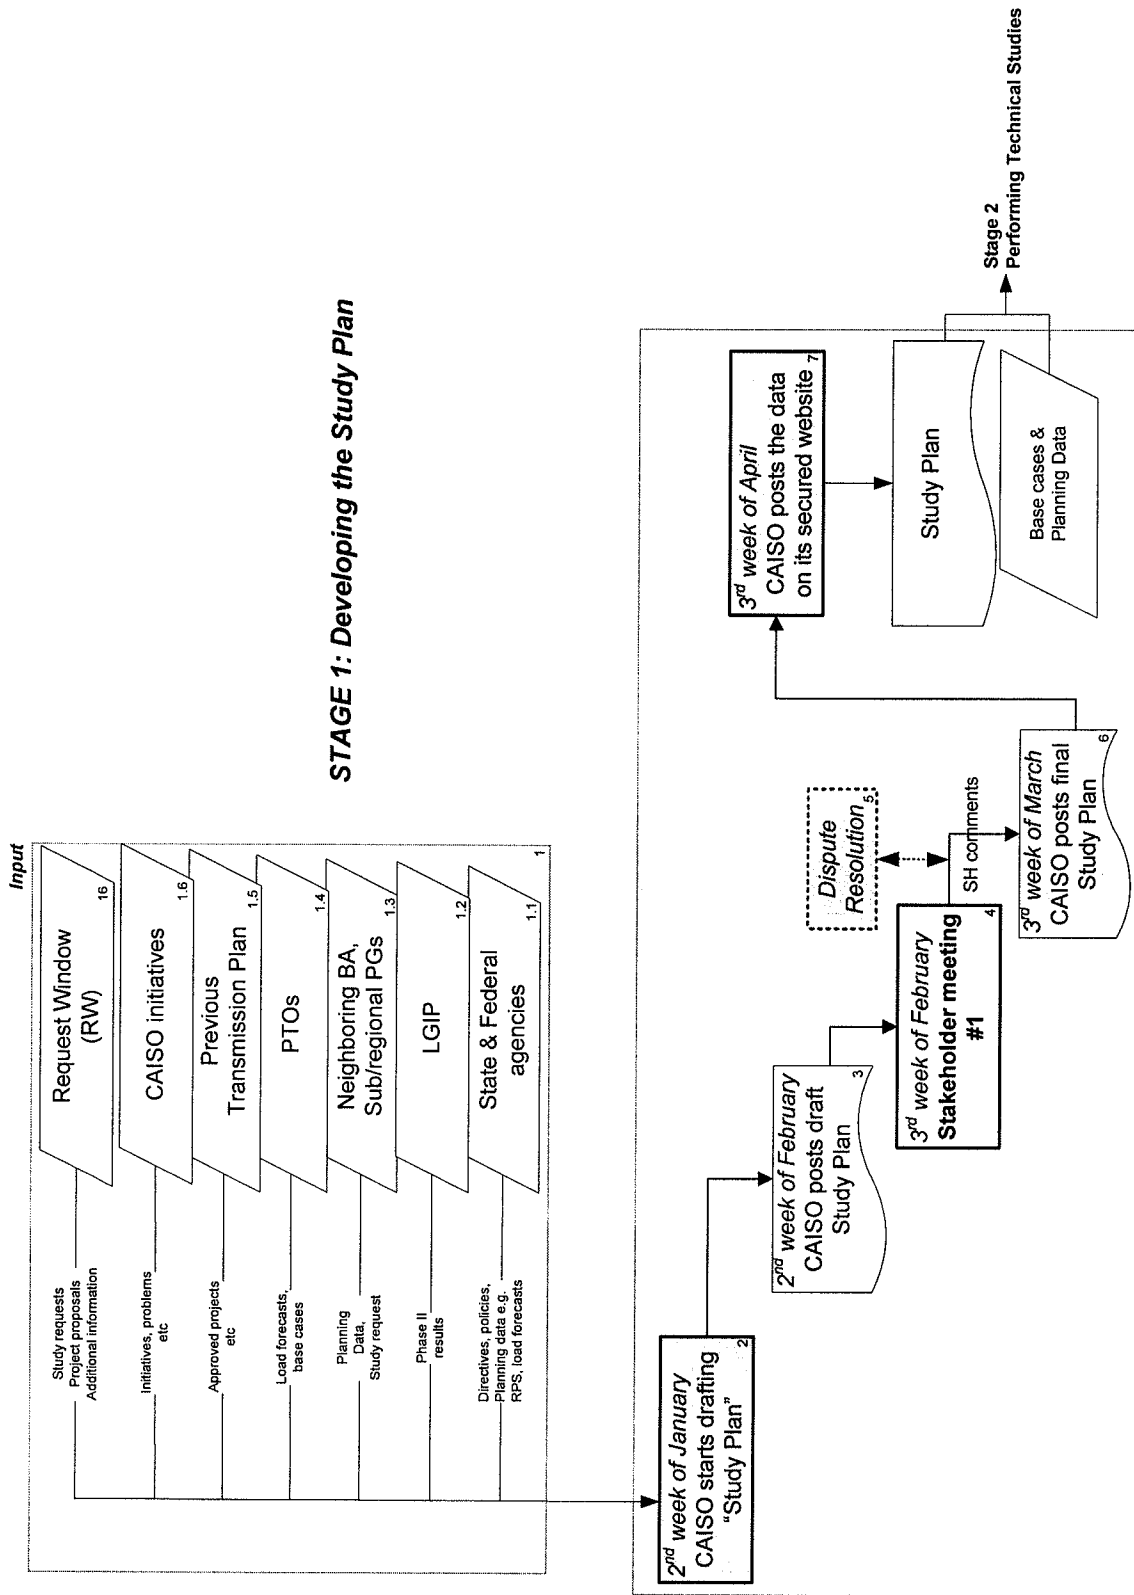 STAGE 1: Developing the Study Plan
Input
Study requests
Project proposals
Additional information
Request Window
(RW)
16
Initiatives, problems
etc
CAISO initiatives
1.6
Approved projects
etc
Previous
Transmission Plan
1.5
Load forecasts,
base cases
PTOs
1.4
Planning
Data,
Study request
Neighboring BA,
Sub/regional PGs
1.3
Phase II
results
LGIP
1.2
Directives, policies,
Planning data e.g.
RPS, load forecasts
State & Federal
agencies
1.1
1
2nd week of January
CAISO starts drafting
“Study Plan”
2
2nd week of February
CAISO posts draft
Study Plan
3
3rd week of February
Stakeholder meeting
#1
4
Dispute
Resolution
5
SH comments
3rd week of March
CAISO posts final
Study Plan
6
3rd week of April
CAISO posts the data
on its secured website
7
Study Plan
Base cases &
Planning Data
Stage 2
Performing Technical Studies